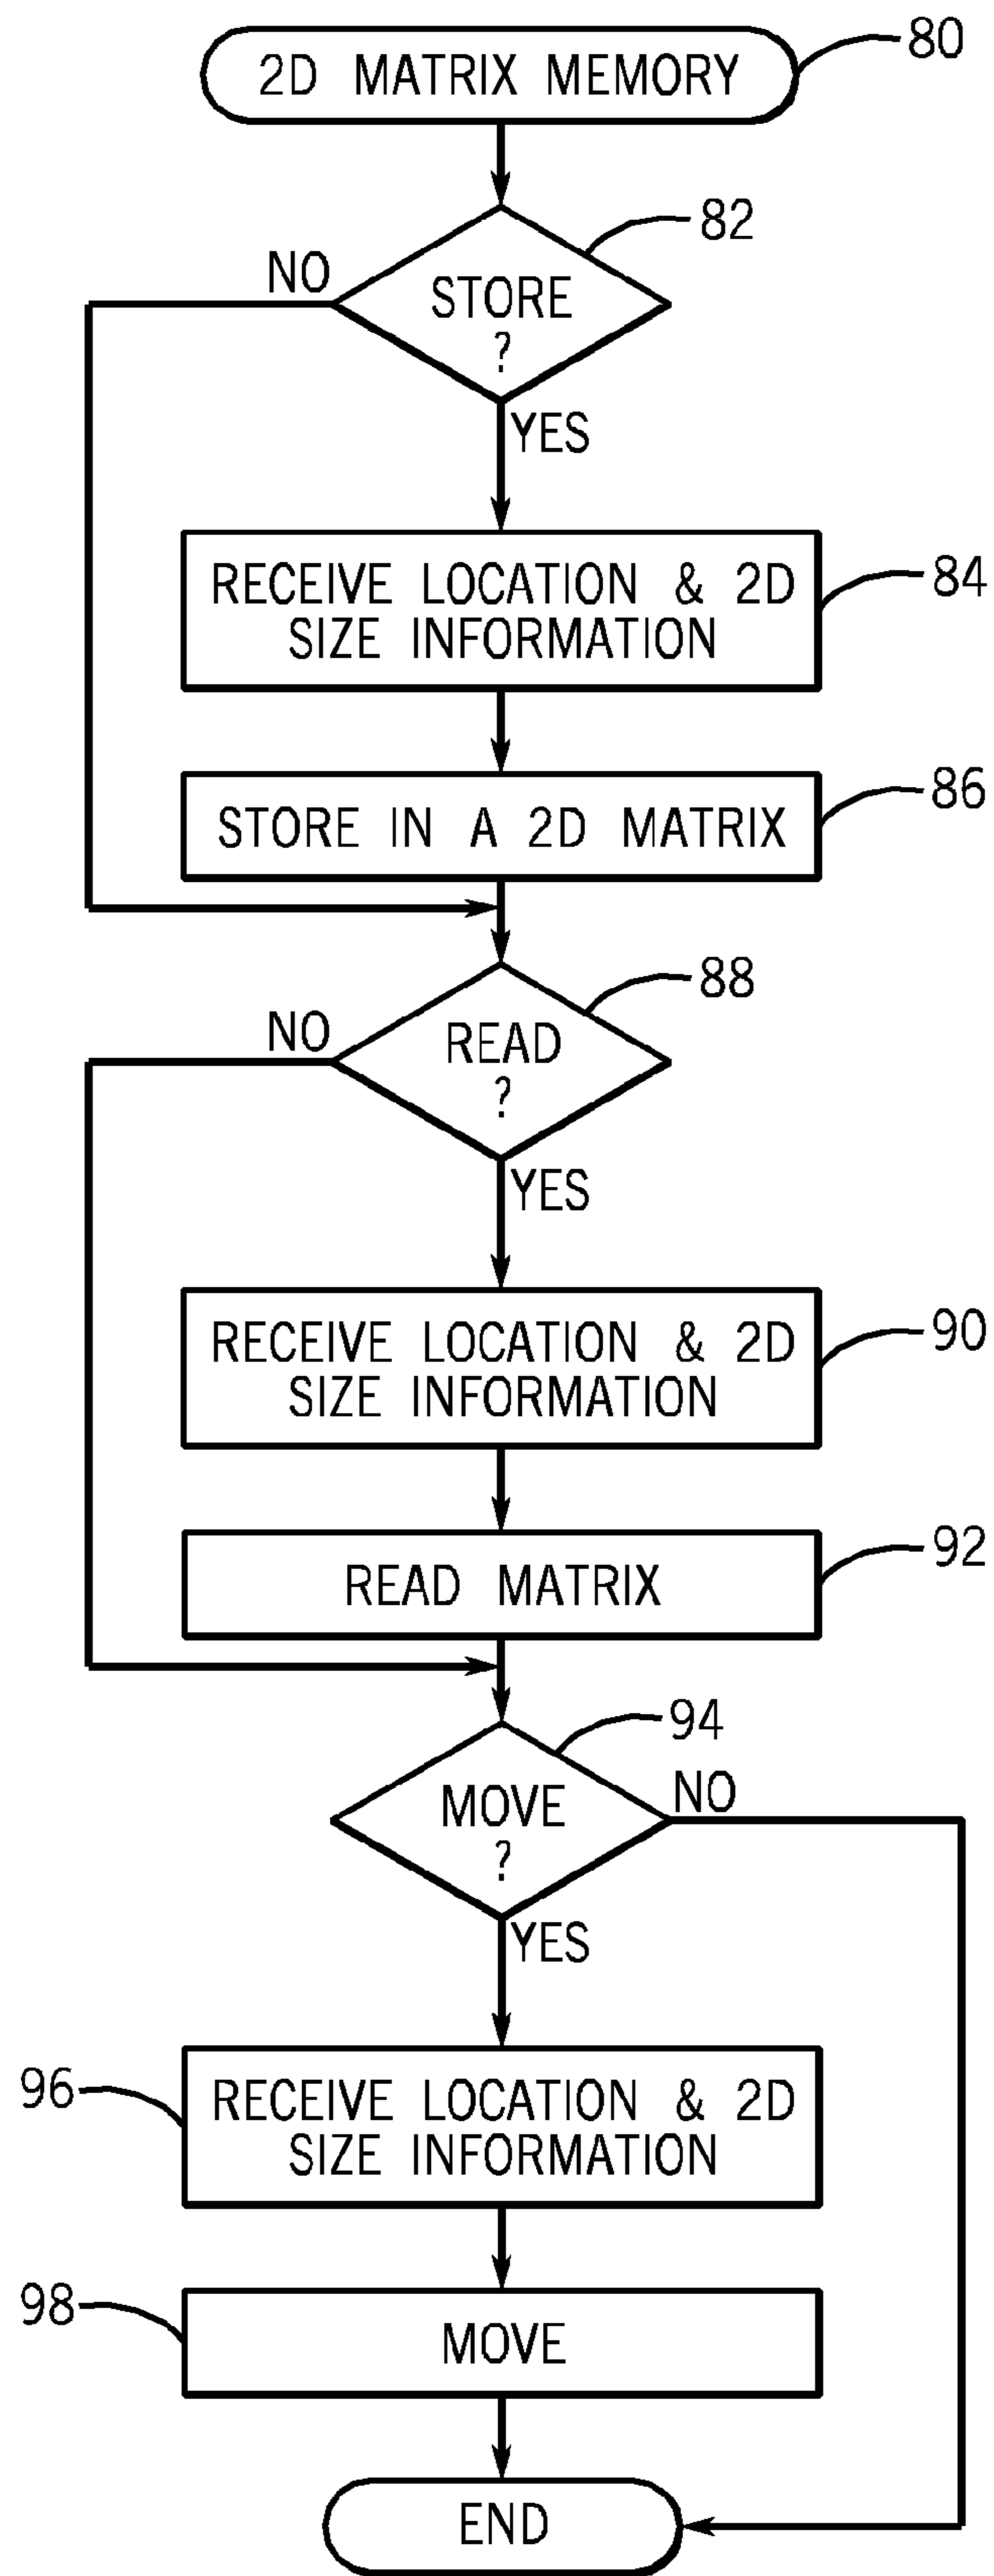 2D MATRIX MEMORY
80
82
NO
STORE
?
YES
RECEIVE LOCATION & 2D
SIZE INFORMATION
84
STORE IN A 2D MATRIX
86
88
NO
READ
?
YES
RECEIVE LOCATION & 2D
SIZE INFORMATION
90
READ MATRIX
92
94
MOVE
?
NO
YES
96
RECEIVE LOCATION & 2D
SIZE INFORMATION
98
MOVE
END